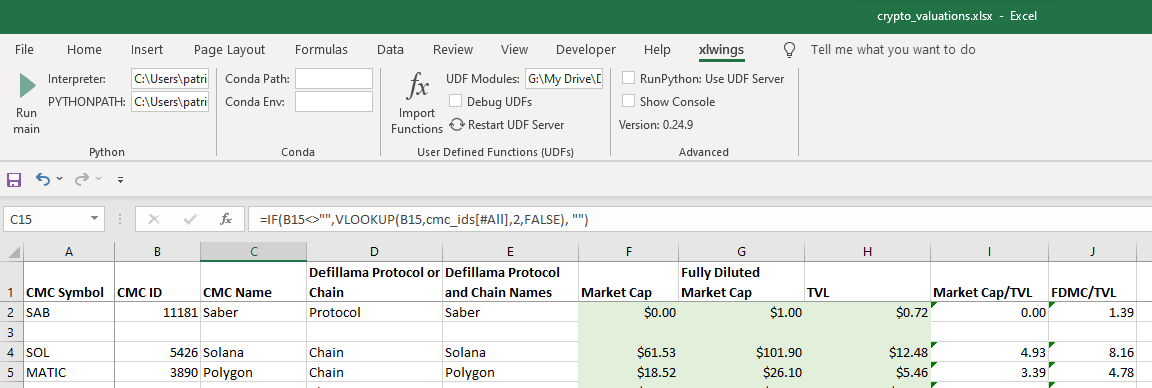 crypto_valuations.xlsx - Excel
File Home Insert Page Layout Formulas Data Review View Developer Help xlwings Tell me what you want to do
Run main
Interpreter: C:\Users\patri
PYTHONPATH: C:\Users\patri
Python
Conda Path:
Conda Env:
Conda
fx Import Functions
UDF Modules: G:\My Drive\D
Debug UDFs
Restart UDF Server
User Defined Functions (UDFs)
RunPython: Use UDF Server
Show Console
Version: 0.24.9
Advanced
C15 fx =IF(B15<>"",VLOOKUP(B15,cmc_ids[#All],2,FALSE), "")
A B C D E F G H I J
1 CMC Symbol CMC ID CMC Name Defillama Protocol or Chain Defillama Protocol and Chain Names Market Cap Fully Diluted Market Cap TVL Market Cap/TVL FDMC/TVL
2 SAB 11181 Saber Protocol Saber $0.00 $1.00 $0.72 0.00 1.39
3
4 SOL 5426 Solana Chain Solana $61.53 $101.90 $12.48 4.93 8.16
5 MATIC 3890 Polygon Chain Polygon $18.52 $26.10 $5.46 3.39 4.78